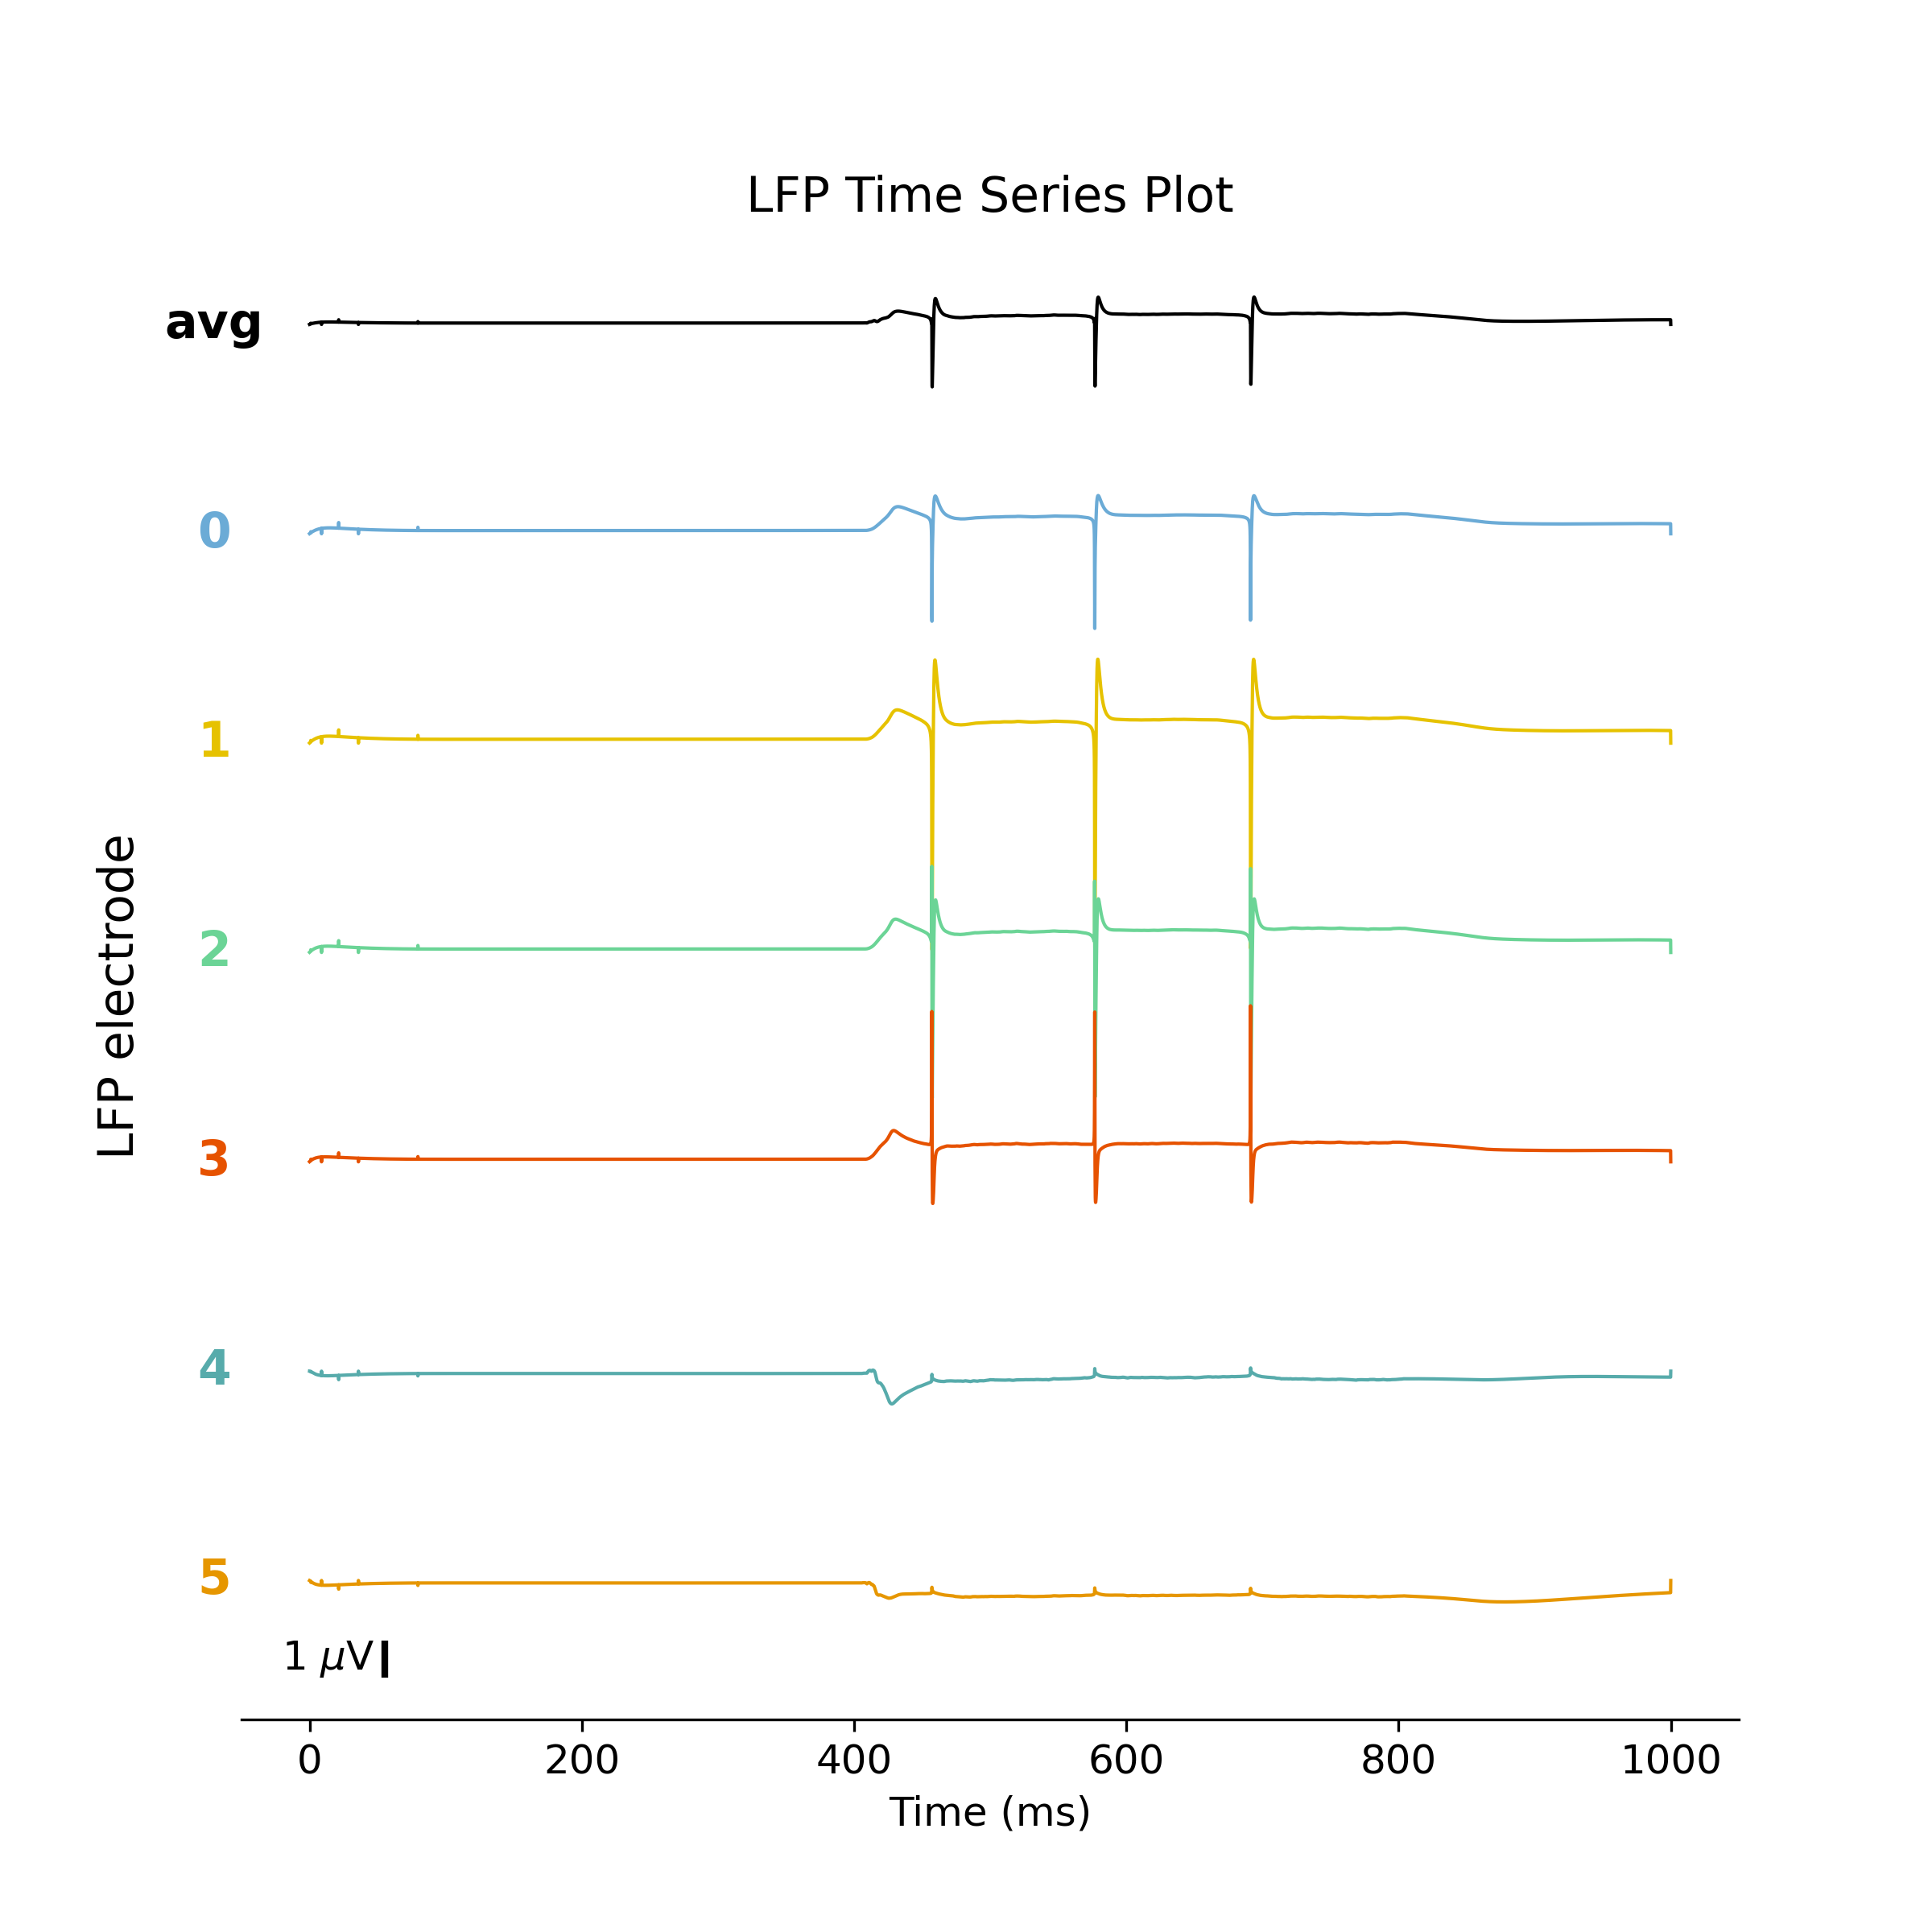 LFP Time Series Plot
avg
0
1
2
3
4
5
LFP electrode
1 μV
0 200 400 600 800 1000
Time (ms)